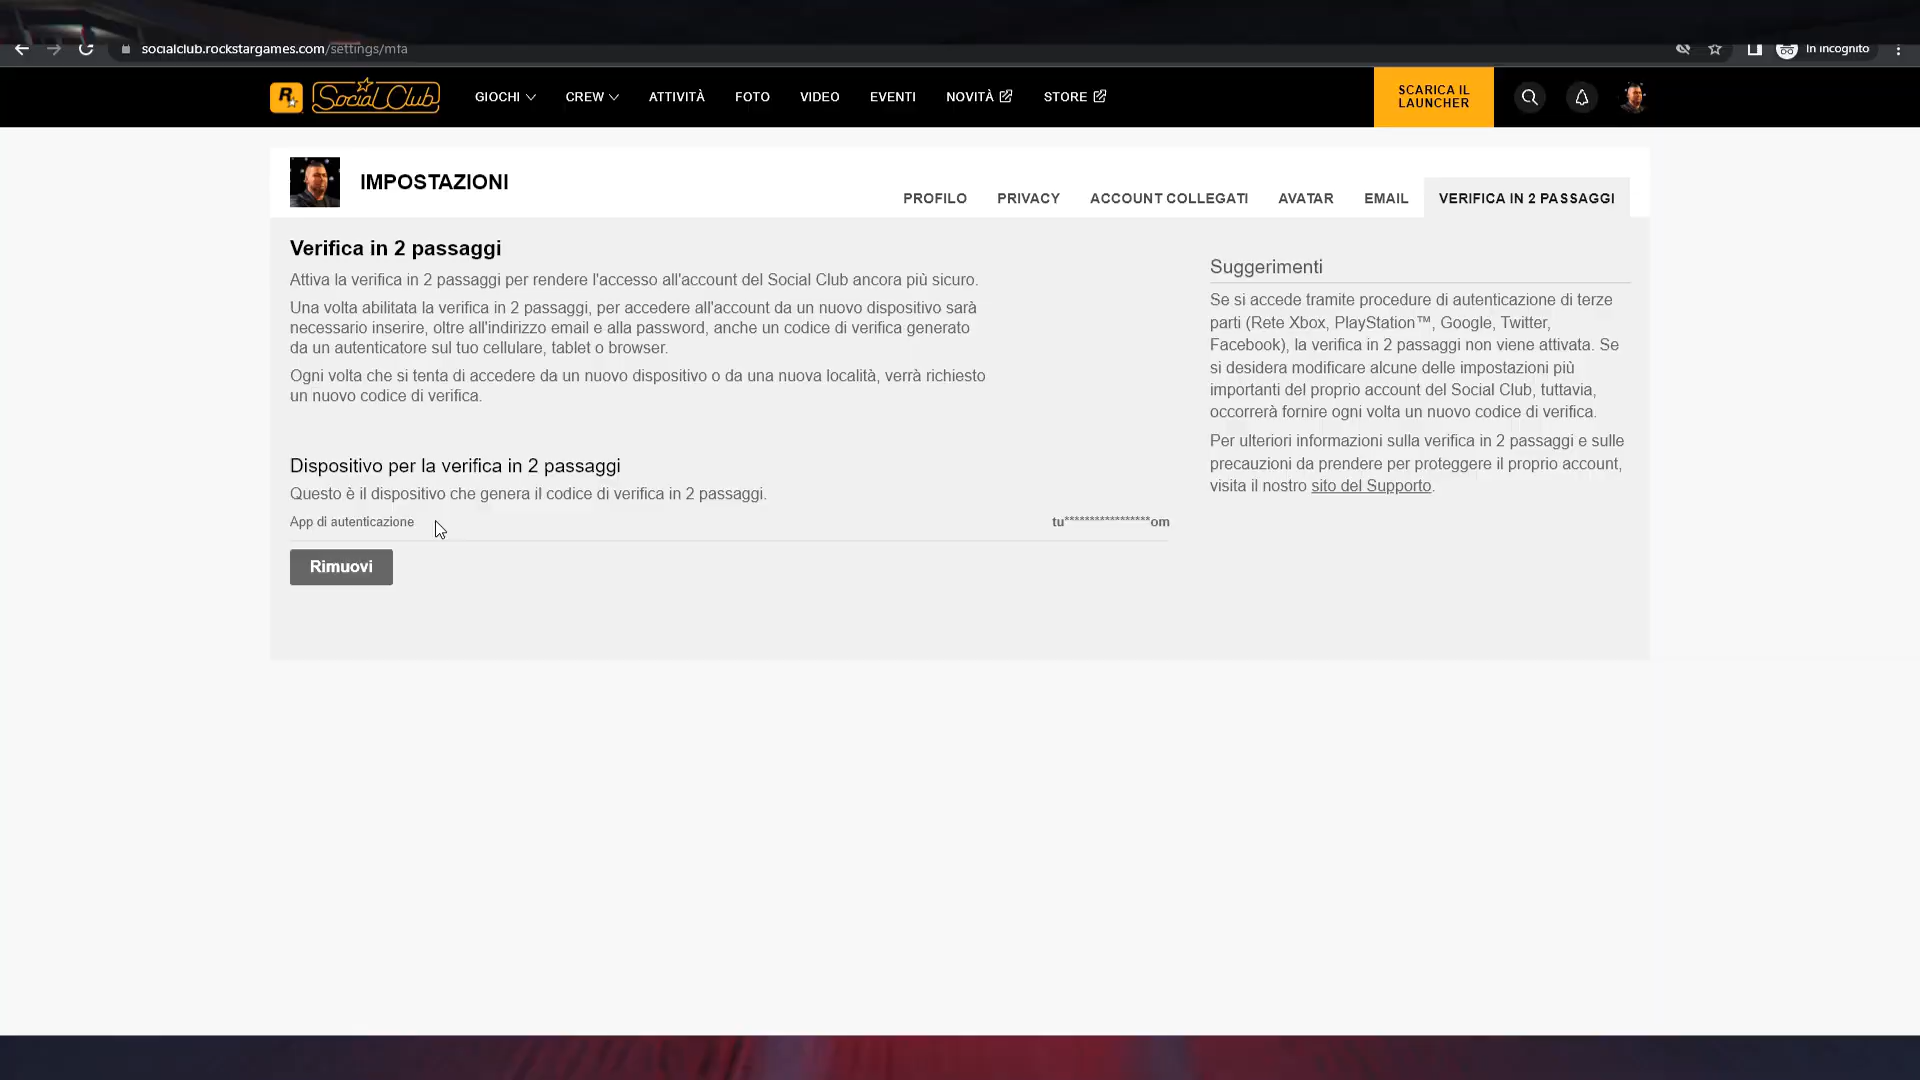 socialclub.rockstargames.com/settings/mfa
In incognito
R
Social Club
GIOCHI
CREW
ATTIVITÀ
FOTO
VIDEO
EVENTI
NOVITÀ
STORE
SCARICA IL
LAUNCHER
IMPOSTAZIONI
PROFILO
PRIVACY
ACCOUNT COLLEGATI
AVATAR
EMAIL
VERIFICA IN 2 PASSAGGI
Verifica in 2 passaggi
Attiva la verifica in 2 passaggi per rendere l'accesso all'account del Social Club ancora più sicuro.
Una volta abilitata la verifica in 2 passaggi, per accedere all'account da un nuovo dispositivo sarà
necessario inserire, oltre all'indirizzo email e alla password, anche un codice di verifica generato
da un autenticatore sul tuo cellulare, tablet o browser.
Ogni volta che si tenta di accedere da un nuovo dispositivo o da una nuova località, verrà richiesto
un nuovo codice di verifica.
Dispositivo per la verifica in 2 passaggi
Questo è il dispositivo che genera il codice di verifica in 2 passaggi.
App di autenticazione
tu*****************om
Rimuovi
Suggerimenti
Se si accede tramite procedure di autenticazione di terze
parti (Rete Xbox, PlayStation™, Google, Twitter,
Facebook), la verifica in 2 passaggi non viene attivata. Se
si desidera modificare alcune delle impostazioni più
importanti del proprio account del Social Club, tuttavia,
occorrerà fornire ogni volta un nuovo codice di verifica.
Per ulteriori informazioni sulla verifica in 2 passaggi e sulle
precauzioni da prendere per proteggere il proprio account,
visita il nostro sito del Supporto.